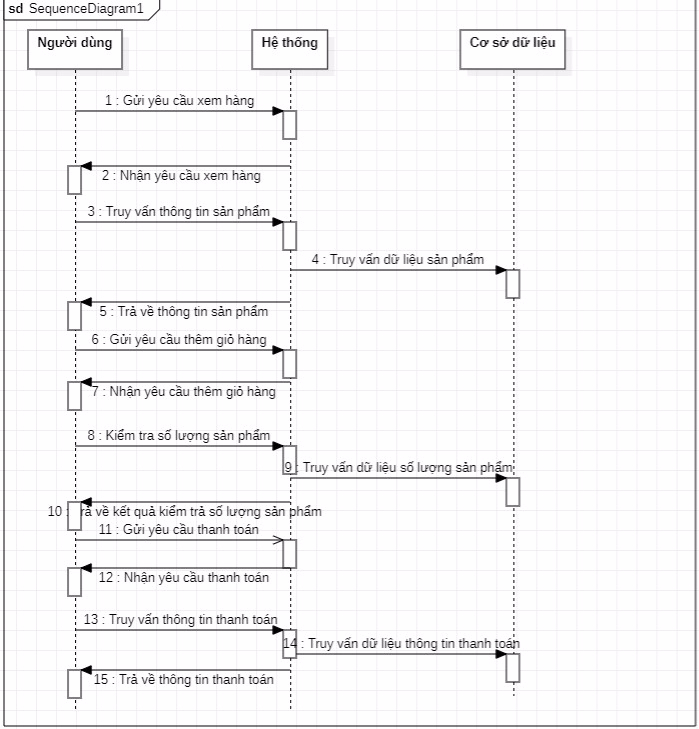 sd SequenceDiagram1
Người dùng
Hệ thống
Cơ sở dữ liệu
1 : Gửi yêu cầu xem hàng
2 : Nhận yêu cầu xem hàng
3 : Truy vấn thông tin sản phẩm
4 : Truy vấn dữ liệu sản phẩm
5 : Trả về thông tin sản phẩm
6 : Gửi yêu cầu thêm giỏ hàng
7 : Nhận yêu cầu thêm giỏ hàng
8 : Kiểm tra số lượng sản phẩm
9 : Truy vấn dữ liệu số lượng sản phẩm
10 : Trả về kết quả kiểm trả số lượng sản phẩm
11 : Gửi yêu cầu thanh toán
12 : Nhận yêu cầu thanh toán
13 : Truy vấn thông tin thanh toán
14 : Truy vấn dữ liệu thông tin thanh toán
15 : Trả về thông tin thanh toán